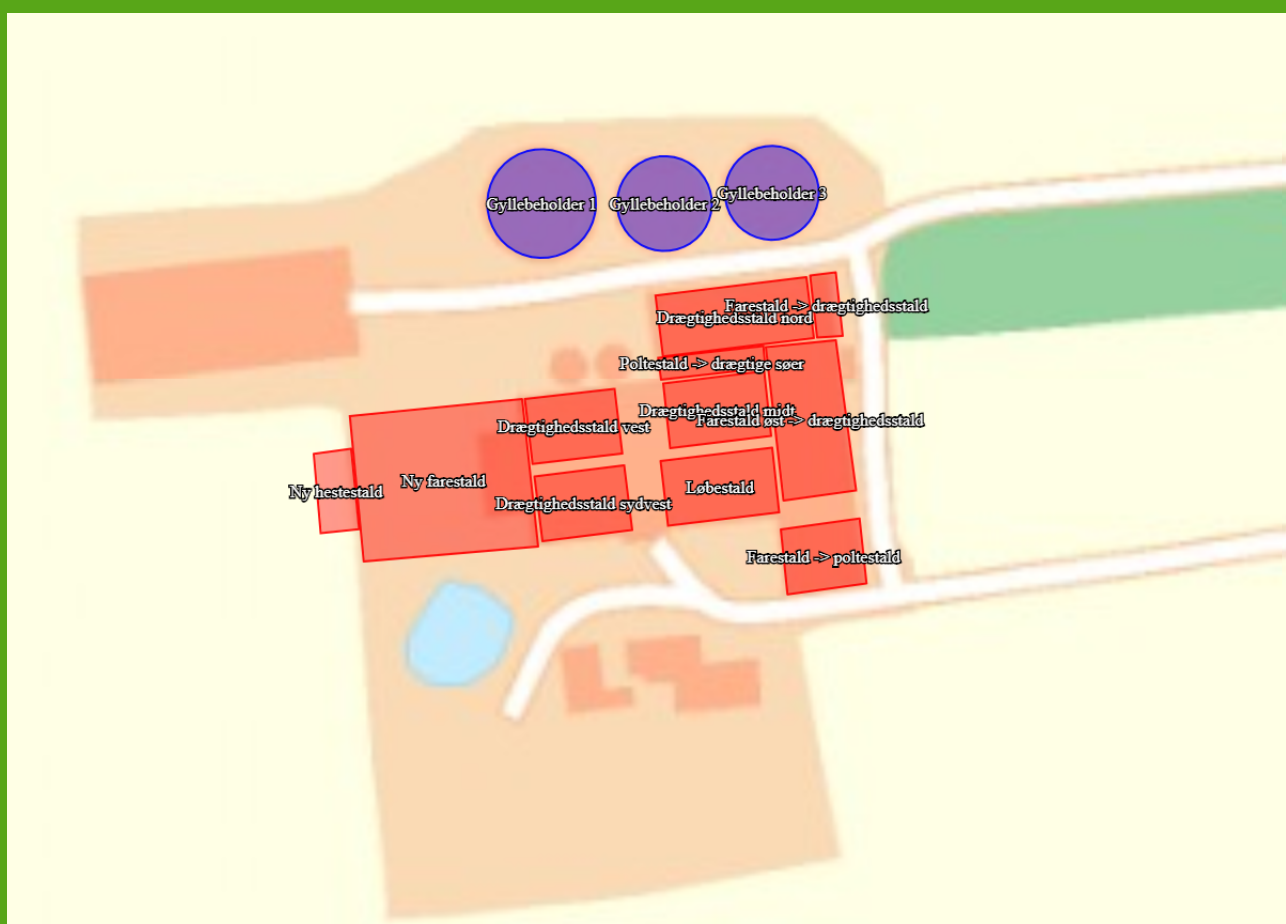 Gyllebeholder 1
Gyllebeholder 2
Gyllebeholder 3
Farestald -> drægtighedsstald
Drægtighedsstald nord
Poltestald -> drægtige søer
Drægtighedsstald midt
Farestald øst -> drægtighedsstald
Drægtighedsstald vest
Ny farestald
Løbestald
Ny hestestald
Drægtighedsstald sydvest
Farestald -> poltestald